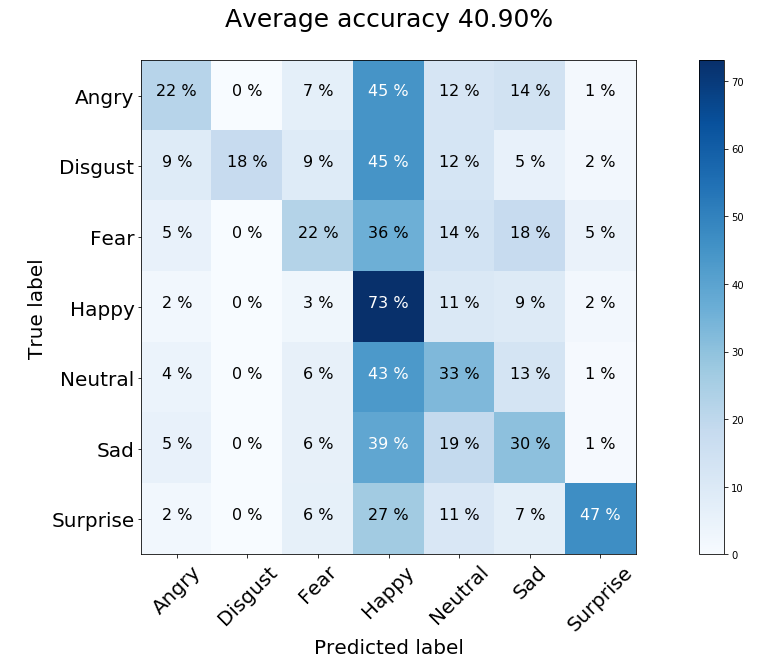 Average accuracy 40.90%
Angry 22 % 0 % 7 % 45 % 12 % 14 % 1 %
Disgust 9 % 18 % 9 % 45 % 12 % 5 % 2 %
Fear 5 % 0 % 22 % 36 % 14 % 18 % 5 %
Happy 2 % 0 % 3 % 73 % 11 % 9 % 2 %
Neutral 4 % 0 % 6 % 43 % 33 % 13 % 1 %
Sad 5 % 0 % 6 % 39 % 19 % 30 % 1 %
Surprise 2 % 0 % 6 % 27 % 11 % 7 % 47 %
Angry Disgust Fear Happy Neutral Sad Surprise
Predicted label
True label
70
60
50
40
30
20
10
0